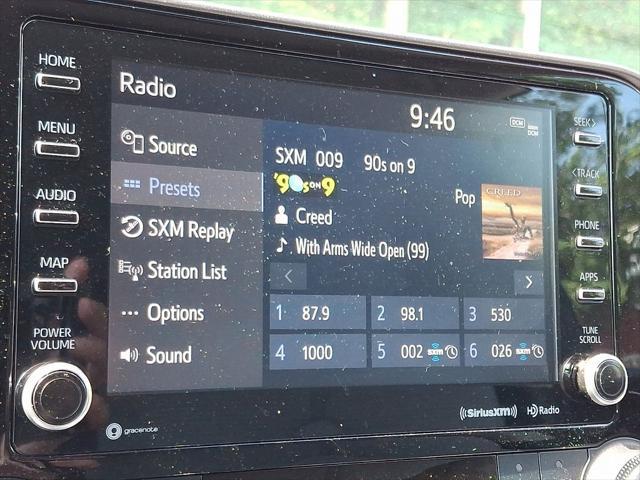 HOME
MENU
AUDIO
MAP
POWER
VOLUME
Radio
9:46
DCM
Source
Presets
SXM Replay
Station List
Options
Sound
SXM 009 90s on 9
'90s ON 9
Pop
CREED
Creed
With Arms Wide Open (99)
1 87.9
2 98.1
3 530
4 1000
5 002 sxm
6 026 sxm
gracenote
((SiriusXM))
HD Radio
SEEK >
< TRACK
PHONE
APPS
TUNE
SCROLL